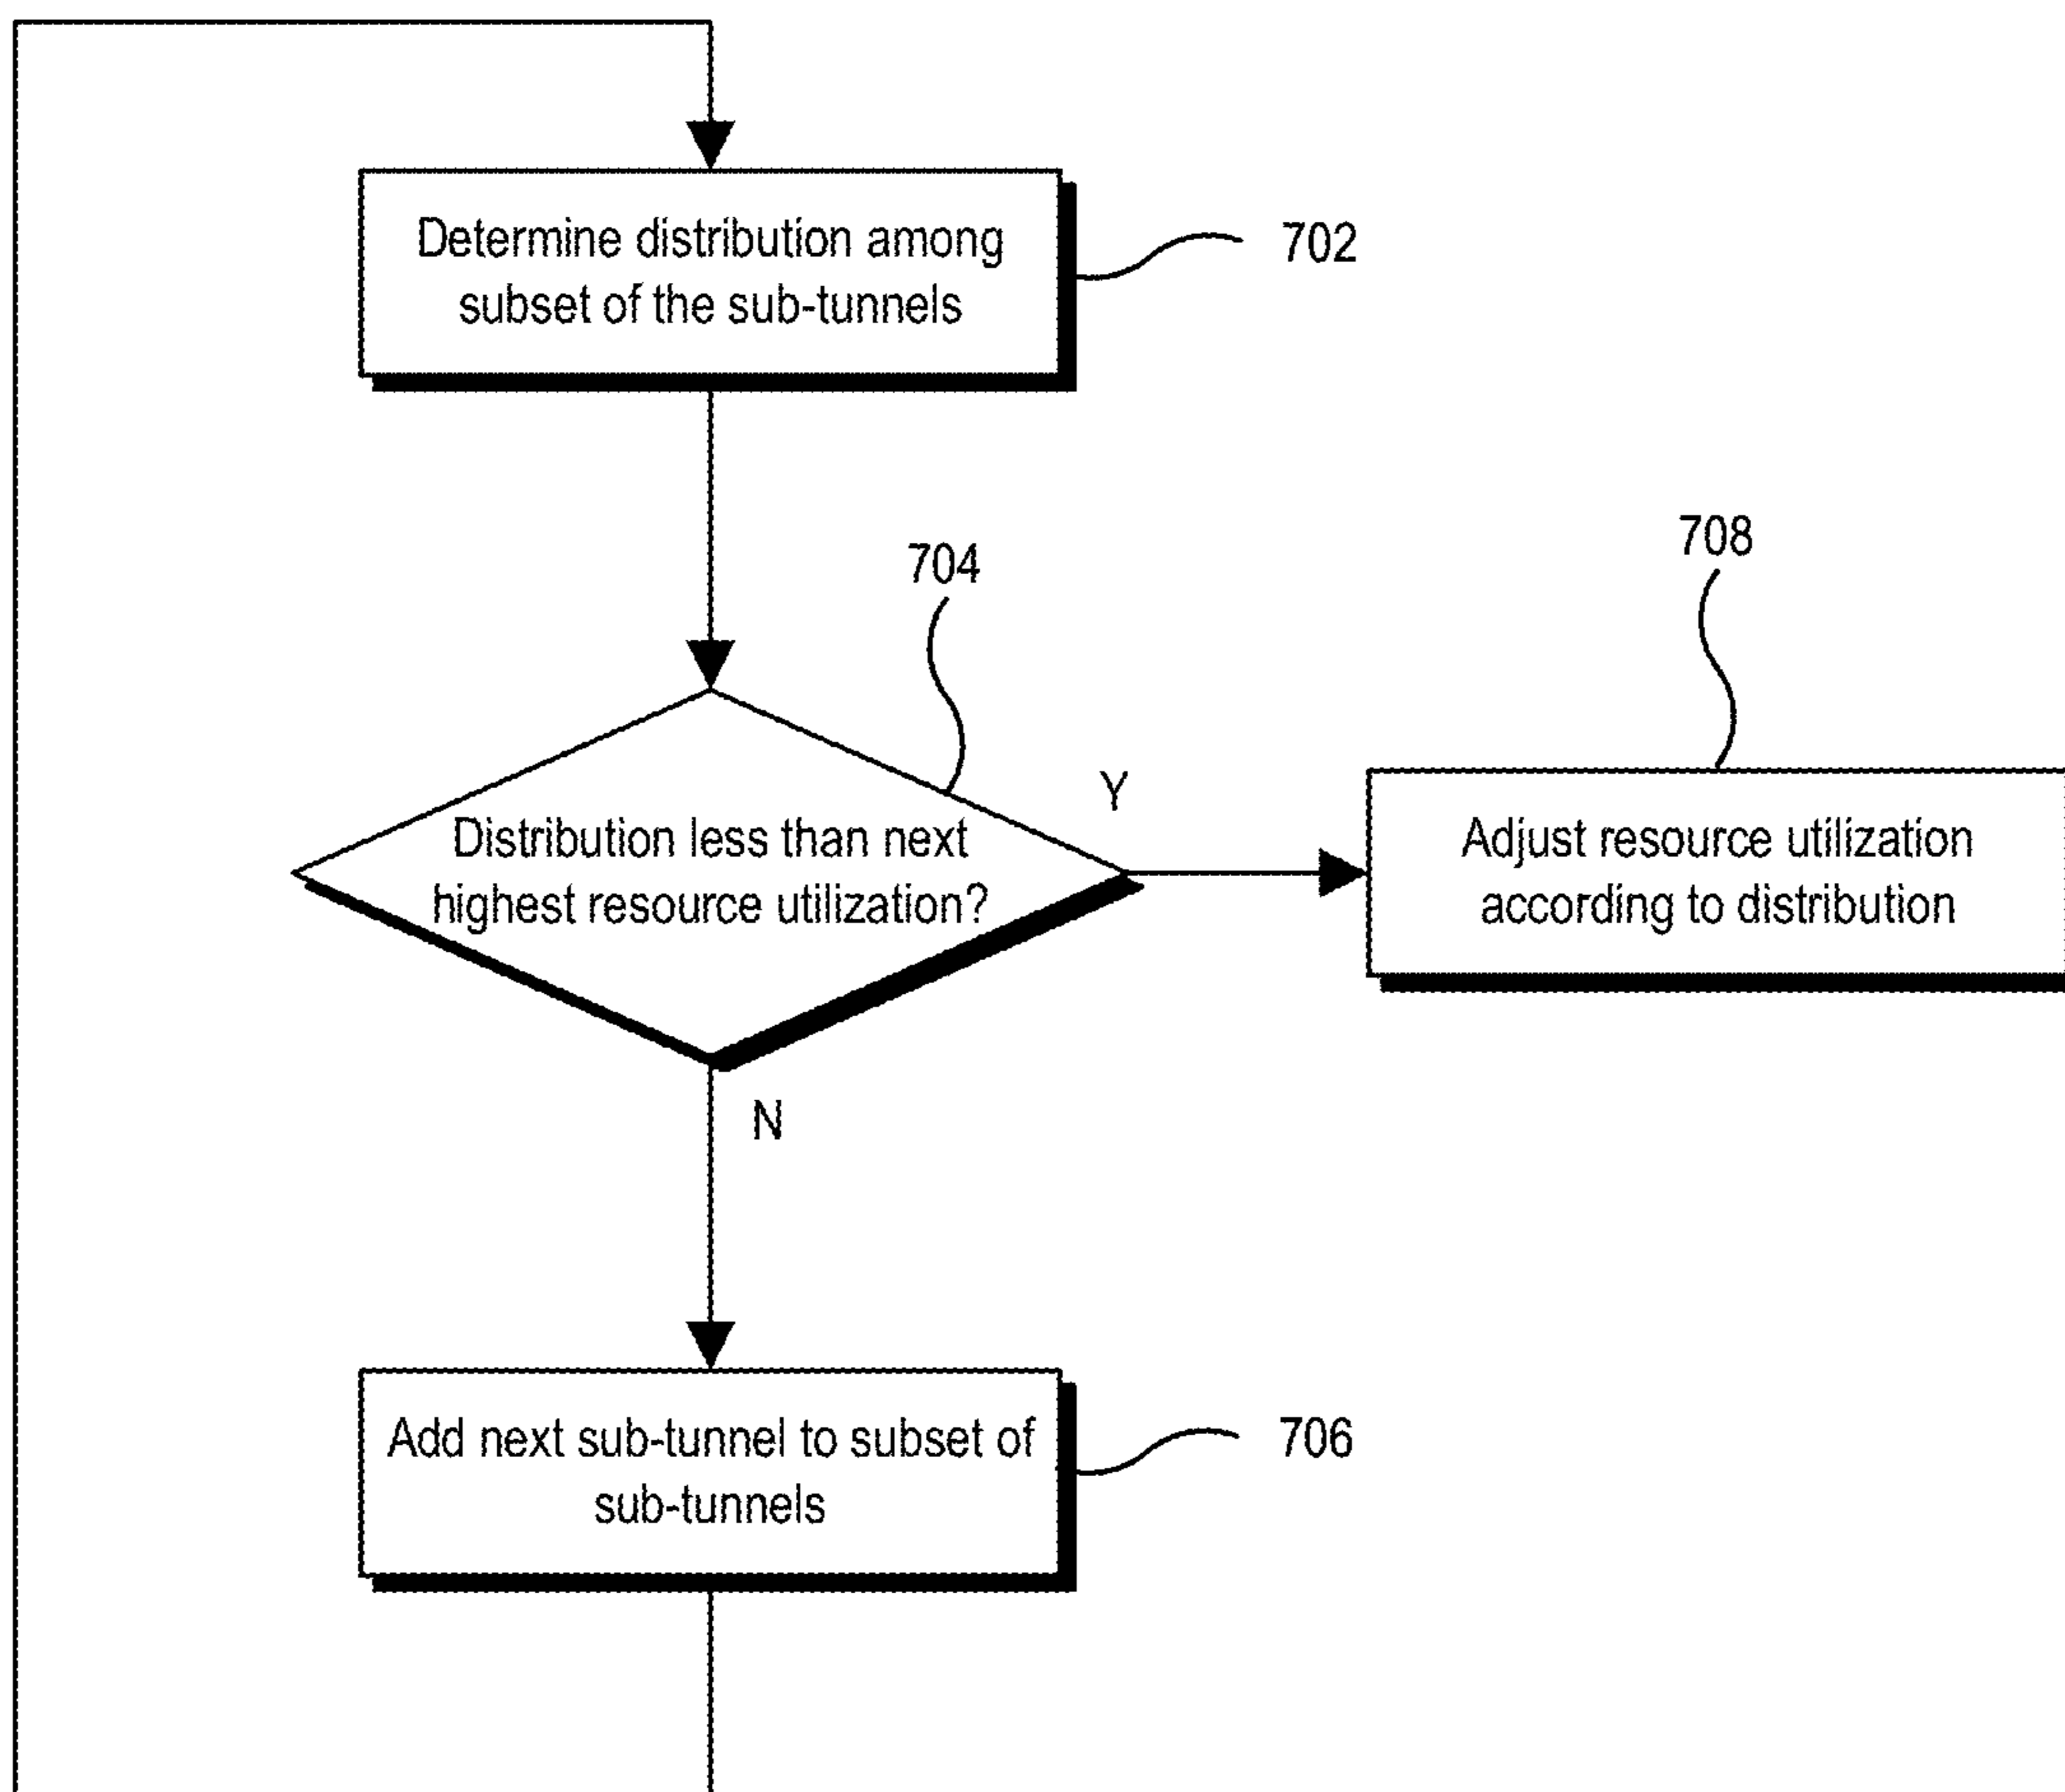 Determine distribution among
subset of the sub-tunnels
702
704
708
Distribution less than next
highest resource utilization?
Y
Adjust resource utilization
according to distribution
N
Add next sub-tunnel to subset of
sub-tunnels
706